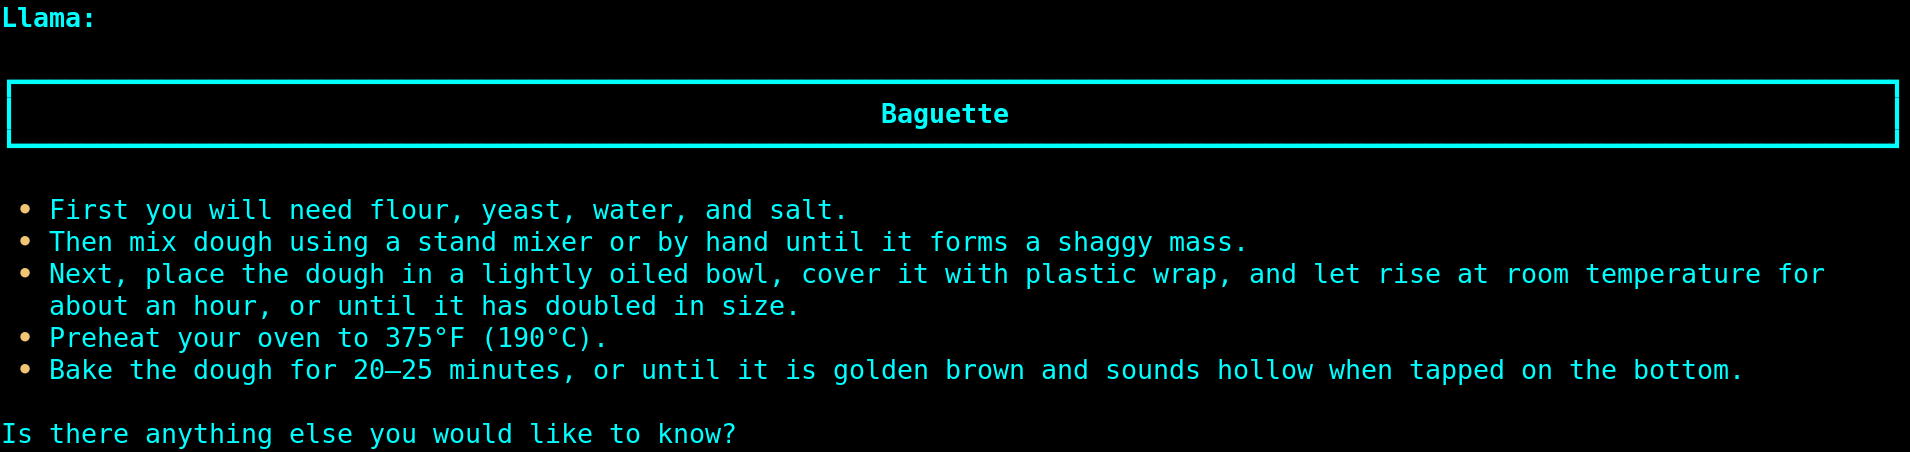 Llama:
Baguette
• First you will need flour, yeast, water, and salt.
• Then mix dough using a stand mixer or by hand until it forms a shaggy mass.
• Next, place the dough in a lightly oiled bowl, cover it with plastic wrap, and let rise at room temperature for
about an hour, or until it has doubled in size.
• Preheat your oven to 375°F (190°C).
• Bake the dough for 20–25 minutes, or until it is golden brown and sounds hollow when tapped on the bottom.
Is there anything else you would like to know?